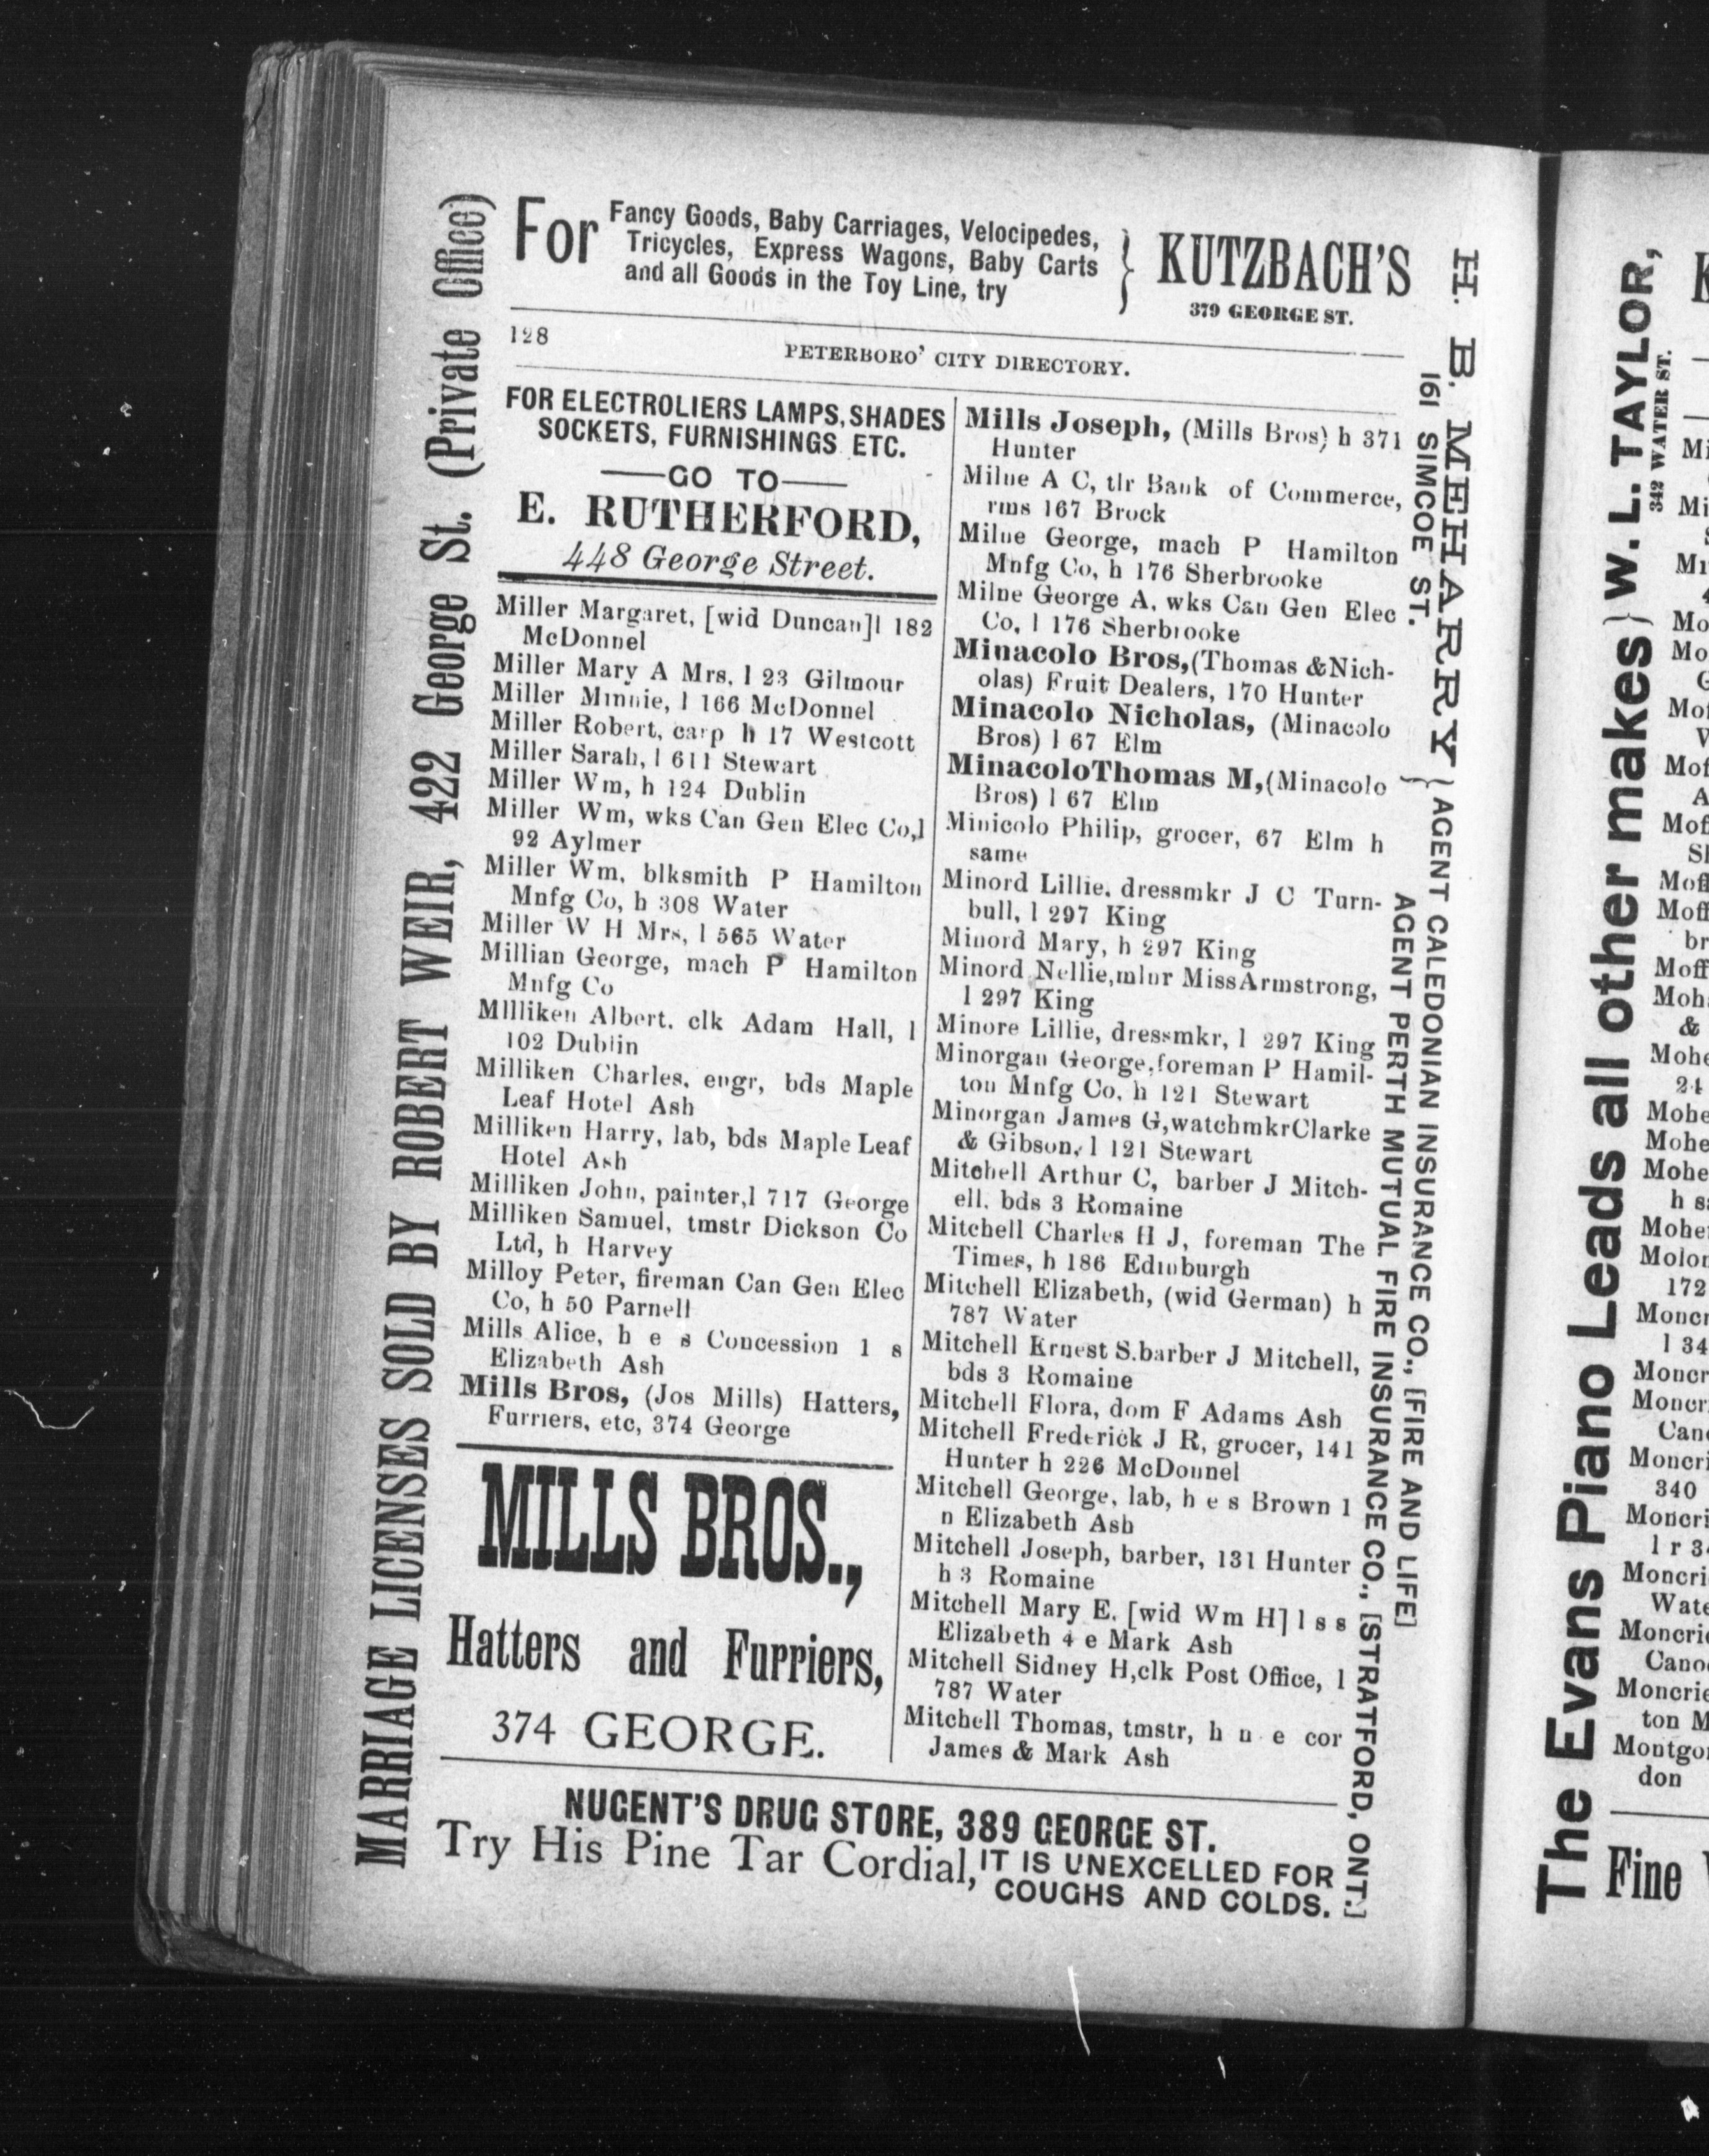 For
Fancy Goods, Baby Carriages, Velocipedes,
Tricycles, Express Wagons, Baby Carts
and all Goods in the Toy Line, try
}
KUTZBACH'S
379 GEORGE ST.
128
PETERBORO' CITY DIRECTORY.
FOR ELECTROLIERS LAMPS, SHADES
SOCKETS, FURNISHINGS ETC.
—GO TO—
E. RUTHERFORD,
448 George Street.
Miller Margaret, [wid Duncan]l 182
McDonnel
Miller Mary A Mrs, l 23 Gilmour
Miller Minnie, l 166 McDonnel
Miller Robert, carp h 17 Westcott
Miller Sarah, l 611 Stewart
Miller Wm, h 124 Dublin
Miller Wm, wks Can Gen Elec Co,l
92 Aylmer
Miller Wm, blksmith P Hamilton
Mnfg Co, h 308 Water
Miller W H Mrs, l 565 Water
Millian George, mach P Hamilton
Mnfg Co
Milliken Albert, clk Adam Hall, l
102 Dublin
Milliken Charles, engr, bds Maple
Leaf Hotel Ash
Milliken Harry, lab, bds Maple Leaf
Hotel Ash
Milliken John, painter,l 717 George
Milliken Samuel, tmstr Dickson Co
Ltd, h Harvey
Milloy Peter, fireman Can Gen Elec
Co, h 50 Parnell
Mills Alice, h e s Concession 1 s
Elizabeth Ash
Mills Bros, (Jos Mills) Hatters,
Furriers, etc, 374 George
MILLS BROS.,
Hatters and Furriers,
374 GEORGE.
Mills Joseph, (Mills Bros) h 371
Hunter
Milne A C, tlr Bank of Commerce,
rms 167 Brock
Milne George, mach P Hamilton
Mnfg Co, h 176 Sherbrooke
Milne George A, wks Can Gen Elec
Co, l 176 Sherbrooke
Minacolo Bros,(Thomas &Nich-
olas) Fruit Dealers, 170 Hunter
Minacolo Nicholas, (Minacolo
Bros) l 67 Elm
MinacoloThomas M,(Minacolo
Bros) l 67 Elm
Minicolo Philip, grocer, 67 Elm h
same
Minord Lillie, dressmkr J C Turn-
bull, l 297 King
Minord Mary, h 297 King
Minord Nellie,mlnr MissArmstrong,
l 297 King
Minore Lillie, dressmkr, l 297 King
Minorgan George,foreman P Hamil-
ton Mnfg Co, h 121 Stewart
Minorgan James G,watchmkrClarke
& Gibson, l 121 Stewart
Mitchell Arthur C, barber J Mitch-
ell, bds 3 Romaine
Mitchell Charles H J, foreman The
Times, h 186 Edinburgh
Mitchell Elizabeth, (wid German) h
787 Water
Mitchell Ernest S.barber J Mitchell,
bds 3 Romaine
Mitchell Flora, dom F Adams Ash
Mitchell Frederick J R, grocer, 141
Hunter h 226 McDonnel
Mitchell George, lab, h e s Brown 1
n Elizabeth Ash
Mitchell Joseph, barber, 131 Hunter
h 3 Romaine
Mitchell Mary E, [wid Wm H] l s s
Elizabeth 4 e Mark Ash
Mitchell Sidney H,clk Post Office, l
787 Water
Mitchell Thomas, tmstr, h n e cor
James & Mark Ash
NUGENT'S DRUG STORE, 389 GEORGE ST.
Try His Pine Tar Cordial,
IT IS UNEXCELLED FOR
COUGHS AND COLDS.
MARRIAGE LICENSES SOLD BY ROBERT WEIR, 422 George St. (Private Office)
H. B. MEHARRY
161 SIMCOE ST.
} AGENT CALEDONIAN INSURANCE CO., [FIRE AND LIFE]
AGENT PERTH MUTUAL FIRE INSURANCE CO., [STRATFORD, ONT.]
The Evans Piano Leads all other makes} W. L. TAYLOR,
342 WATER ST.
Fine